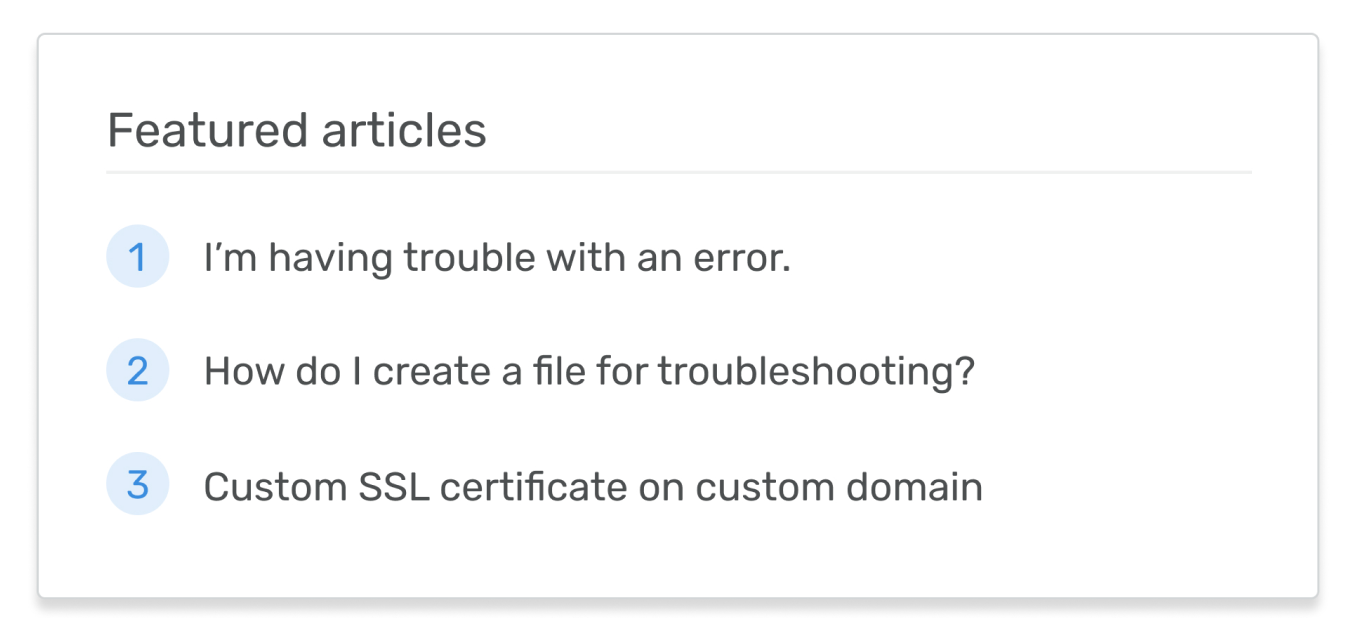 Featured articles
1 I’m having trouble with an error.
2 How do I create a file for troubleshooting?
3 Custom SSL certificate on custom domain